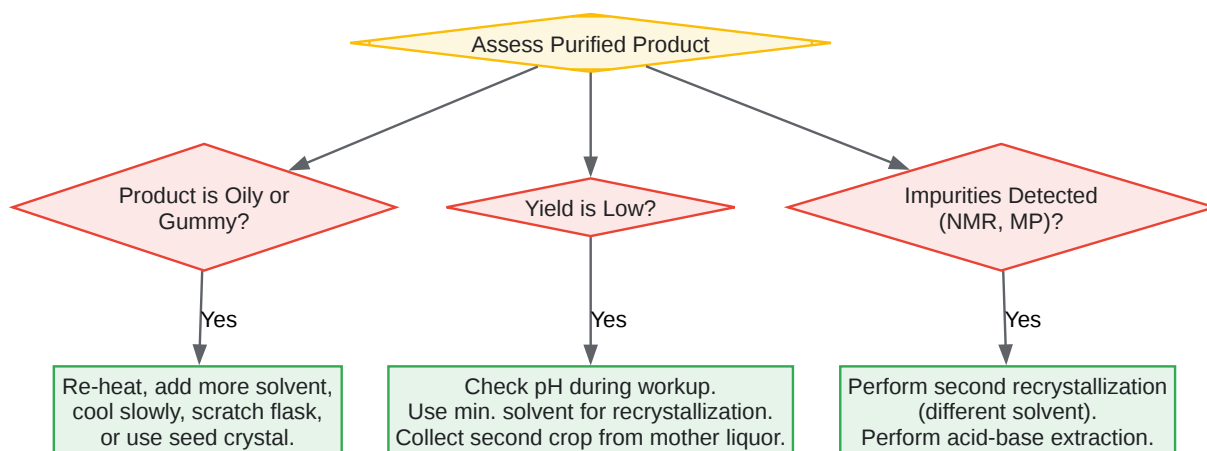 Assess Purified Product
Product is Oily or
Gummy?
Yield is Low?
Impurities Detected
(NMR, MP)?
Yes
Yes
Yes
Re-heat, add more solvent,
cool slowly, scratch flask,
or use seed crystal.
Check pH during workup.
Use min. solvent for recrystallization.
Collect second crop from mother liquor.
Perform second recrystallization
(different solvent).
Perform acid-base extraction.